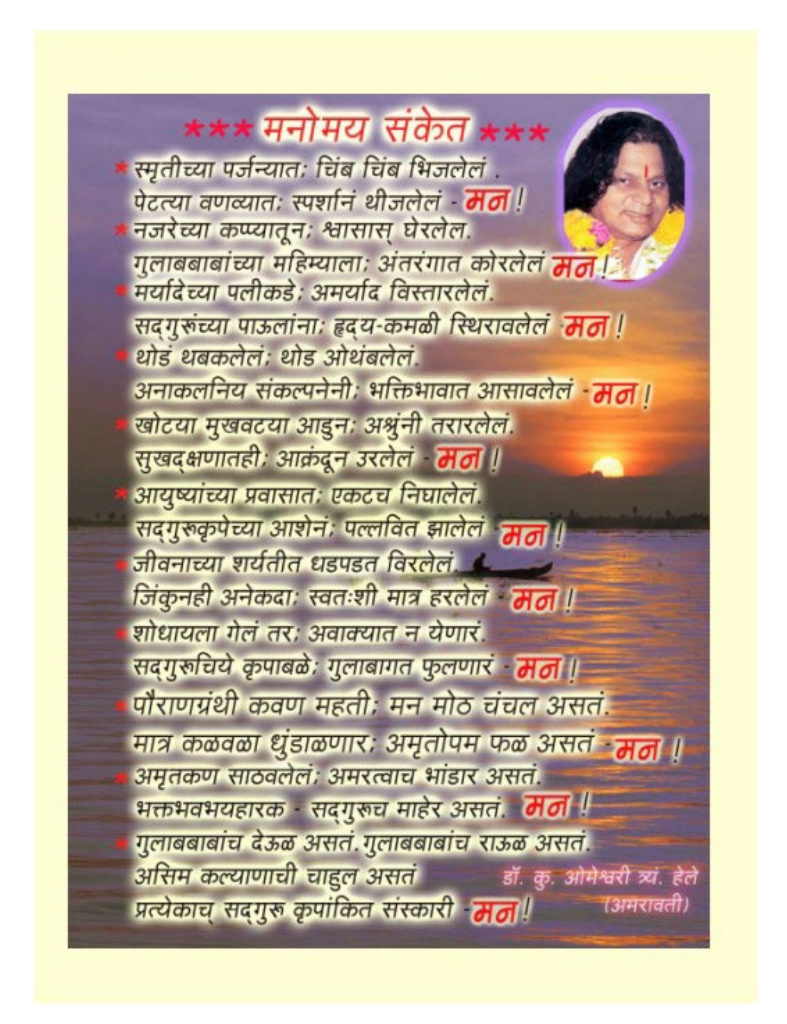 *** मनोमय संकेत ***
* स्मृतीच्या पर्जन्यात; चिंब चिंब भिजलेलं .
पेटत्या वणव्यात; स्पर्शानं थीजलेलं - मन !
* नजरेच्या कप्प्यातून; श्वासास् घेरलेल.
गुलाबबाबांच्या महिम्याला; अंतरंगात कोरलेलं मन !
* मर्यादेच्या पलीकडे; अमर्याद विस्तारलेलं.
सद्गुरूंच्या पाऊलांना; हृदय-कमळी स्थिरावलेलं - मन !
* थोडं थबकलेलं; थोड ओथंबलेलं.
अनाकलनिय संकल्पनेनी; भक्तिभावात आसावलेलं - मन !
* खोटया मुखवटया आडुन; अश्रुंनी तरारलेलं.
सुखद्क्षणातही; आक्रंदून उरलेलं - मन !
* आयुष्यांच्या प्रवासात; एकटच निघालेलं.
सद्गुरूकृपेच्या आशेनं; पल्लवित झालेलं - मन !
* जीवनाच्या शर्यतीत धडपडत विरलेलं.
जिंकुनही अनेकदा; स्वतःशी मात्र हरलेलं - मन !
* शोधायला गेलं तर; अवाक्यात न येणारं.
सद्गुरूचिये कृपाबळे; गुलाबागत फुलणारं - मन !
* पौराणग्रंथी कवण महती; मन मोठ चंचल असतं.
मात्र कळवळा धुंडाळणार; अमृतोपम फळ असतं - मन !
* अमृतकण साठवलेलं; अमरत्वाच भांडार असतं.
भक्तभवभयहारक - सद्गुरूच माहेर असतं. मन !
* गुलाबबाबांच देऊळ असतं. गुलाबबाबांच राऊळ असतं.
असिम कल्याणाची चाहुल असतं
प्रत्येकाच् सद्गुरू कृपांकित संस्कारी - मन !
डॉ. कु. ओमेश्वरी त्र्यं. हेले
(अमरावती)